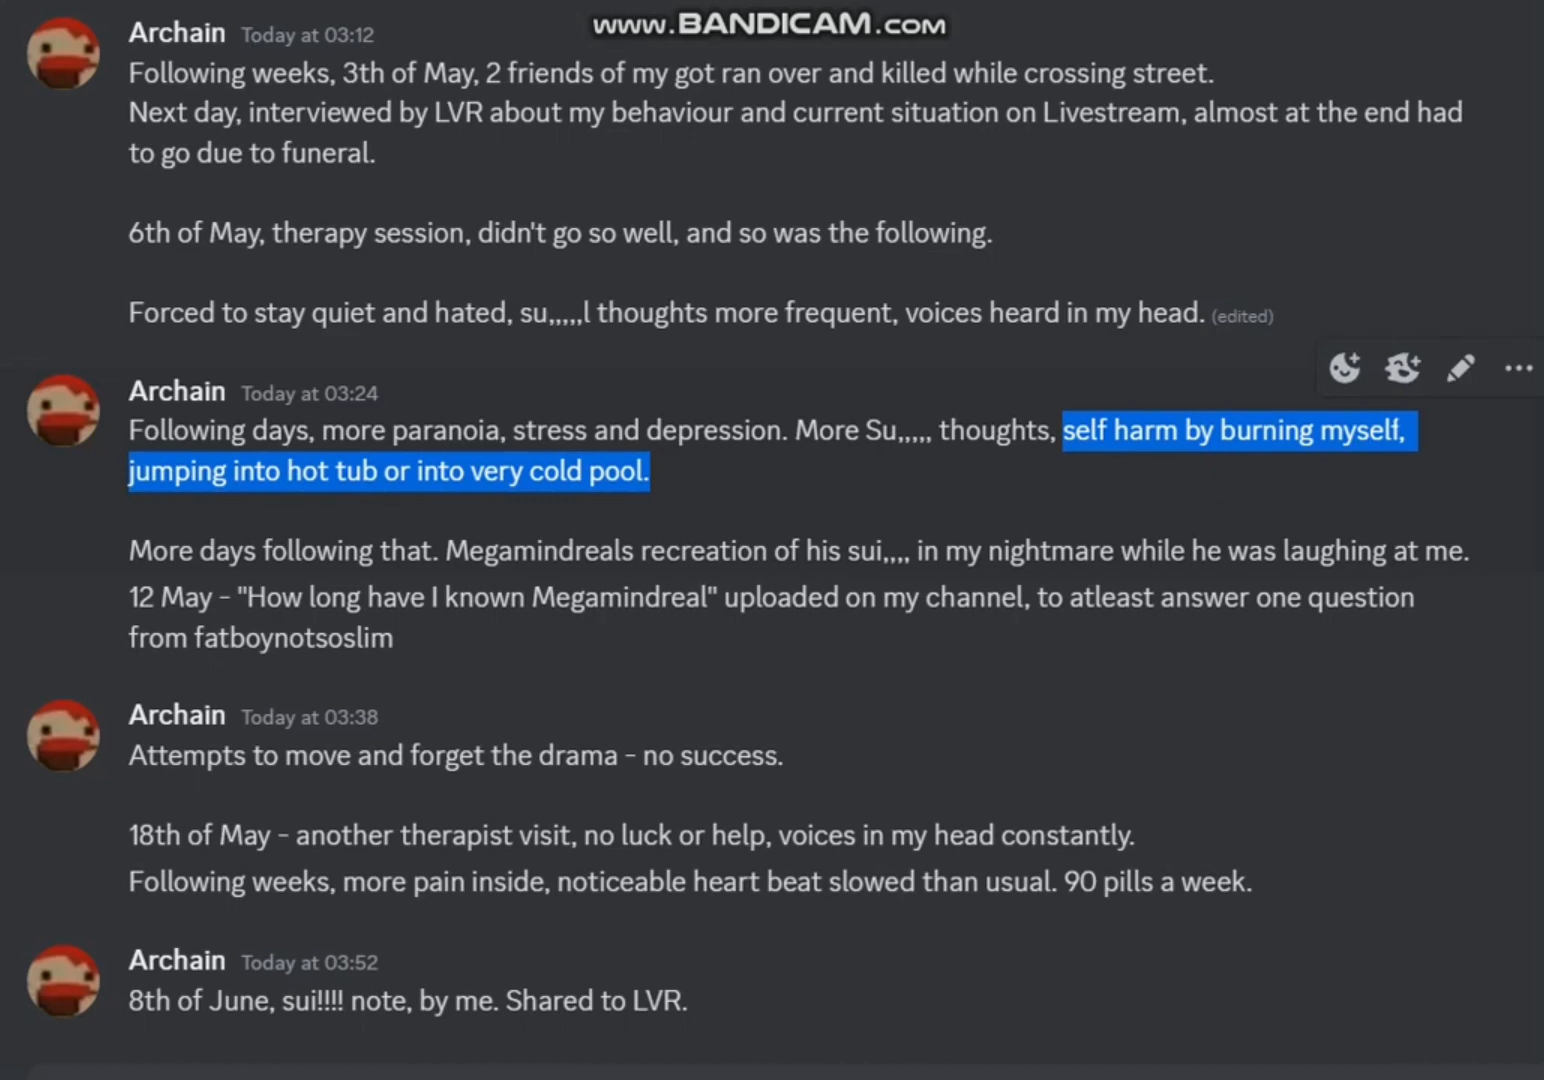 www.BANDICAM.com
Archain Today at 03:12
Following weeks, 3th of May, 2 friends of my got ran over and killed while crossing street.
Next day, interviewed by LVR about my behaviour and current situation on Livestream, almost at the end had
to go due to funeral.
6th of May, therapy session, didn't go so well, and so was the following.
Forced to stay quiet and hated, su,,,,,l thoughts more frequent, voices heard in my head. (edited)
Archain Today at 03:24
Following days, more paranoia, stress and depression. More Su,,,,, thoughts, self harm by burning myself,
jumping into hot tub or into very cold pool.
More days following that. Megamindreals recreation of his sui,,,, in my nightmare while he was laughing at me.
12 May - "How long have I known Megamindreal" uploaded on my channel, to atleast answer one question
from fatboynotsoslim
Archain Today at 03:38
Attempts to move and forget the drama - no success.
18th of May - another therapist visit, no luck or help, voices in my head constantly.
Following weeks, more pain inside, noticeable heart beat slowed than usual. 90 pills a week.
Archain Today at 03:52
8th of June, sui!!!! note, by me. Shared to LVR.